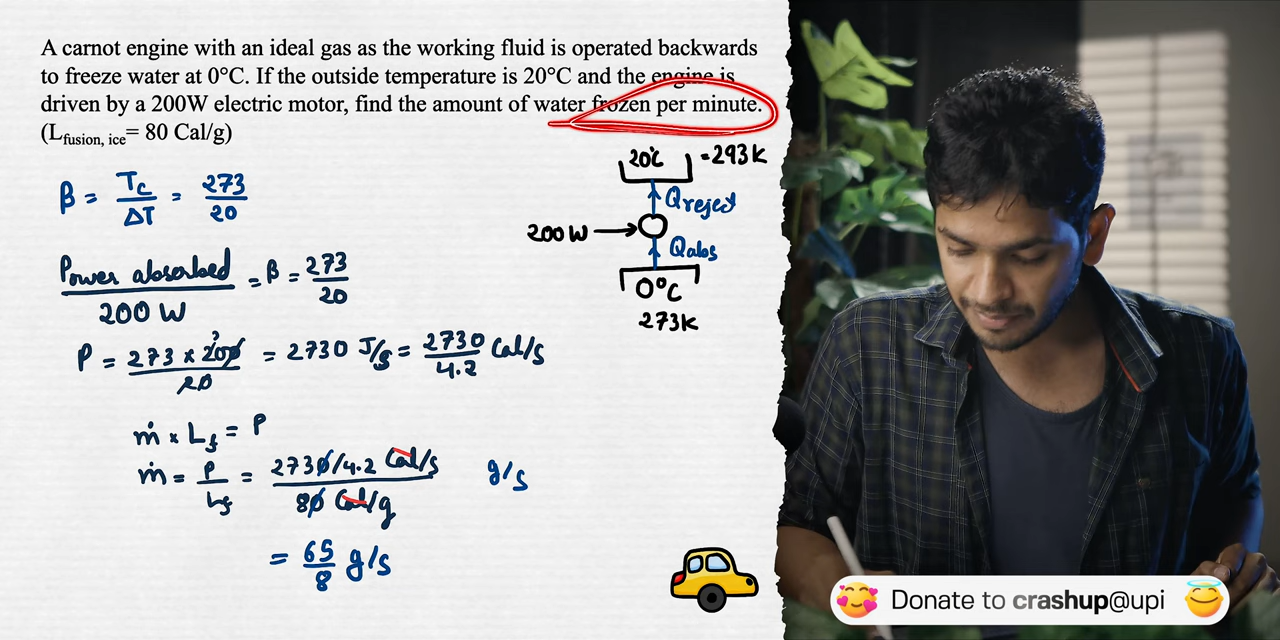 A carnot engine with an ideal gas as the working fluid is operated backwards
to freeze water at 0°C. If the outside temperature is 20°C and the engine is
driven by a 200W electric motor, find the amount of water frozen per minute.
(Lfusion, ice= 80 Cal/g)
20°C = 293K
Qreject
200W
Qabs
0°C
273K
β = Tc/ΔT = 273/20
Power absorbed/200 W = β = 273/20
P = 273 × 200/20 = 2730 J/s = 2730/4.2 Cal/s
ṁ × Lf = P
ṁ = P/Lf = 2730/4.2 Cal/s / 80 Cal/g g/s
= 65/8 g/s
Donate to crashup@upi